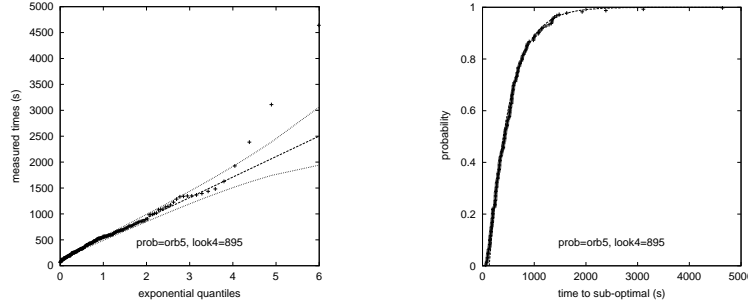 5000
4500
4000
3500
3000
2500
2000
1500
1000
500
0
measured times (s)
prob=orb5, look4=895
0 1 2 3 4 5 6
exponential quantiles
1
0.8
0.6
0.4
0.2
0
probability
prob=orb5, look4=895
0 1000 2000 3000 4000 5000
time to sub-optimal (s)